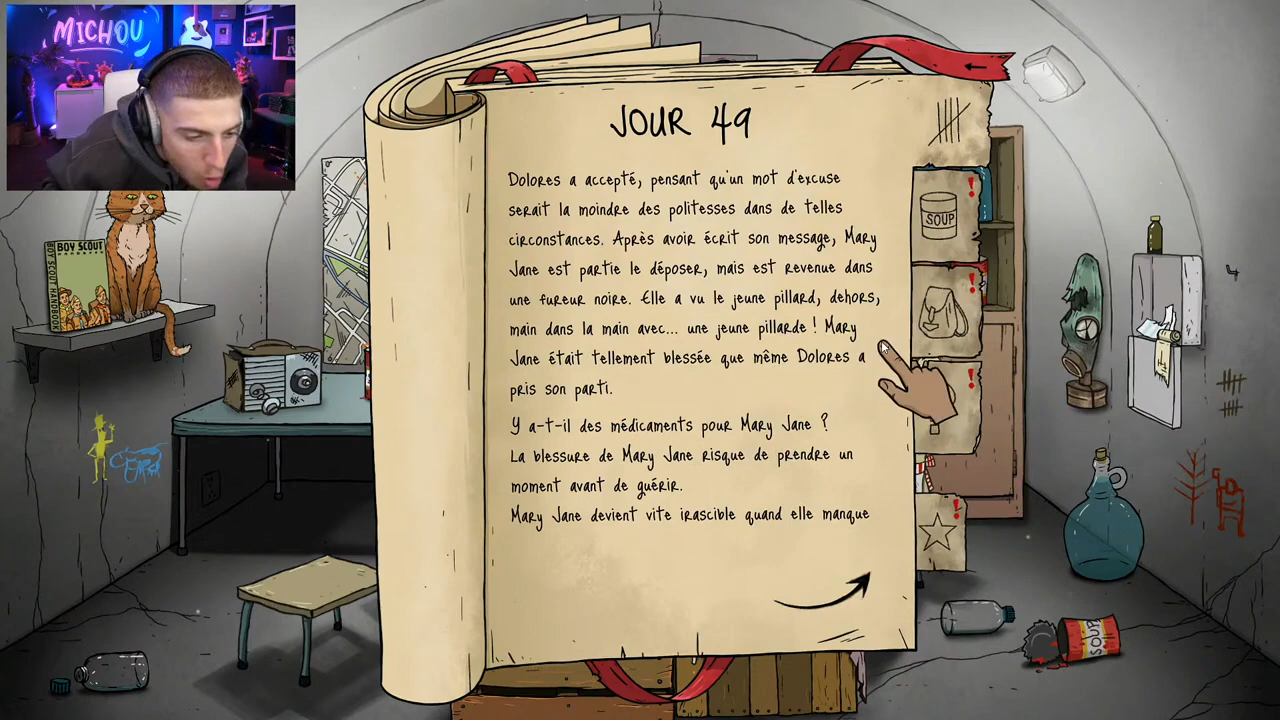 MICHOU
BOY SCOUT
HANDBOOK
BOY SCOUT HANDBOOK
JOUR 49
Dolores a accepté, pensant qu'un mot d'excuse
serait la moindre des politesses dans de telles
circonstances. Après avoir écrit son message, Mary
Jane est partie le déposer, mais est revenue dans
une fureur noire. Elle a vu le jeune pillard, dehors,
main dans la main avec... une jeune pillarde ! Mary
Jane était tellement blessée que même Dolores a
pris son parti.
Y a-t-il des médicaments pour Mary Jane ?
La blessure de Mary Jane risque de prendre un
moment avant de guérir.
Mary Jane devient vite irascible quand elle manque
SOUP
!
!
!
!
SOUP